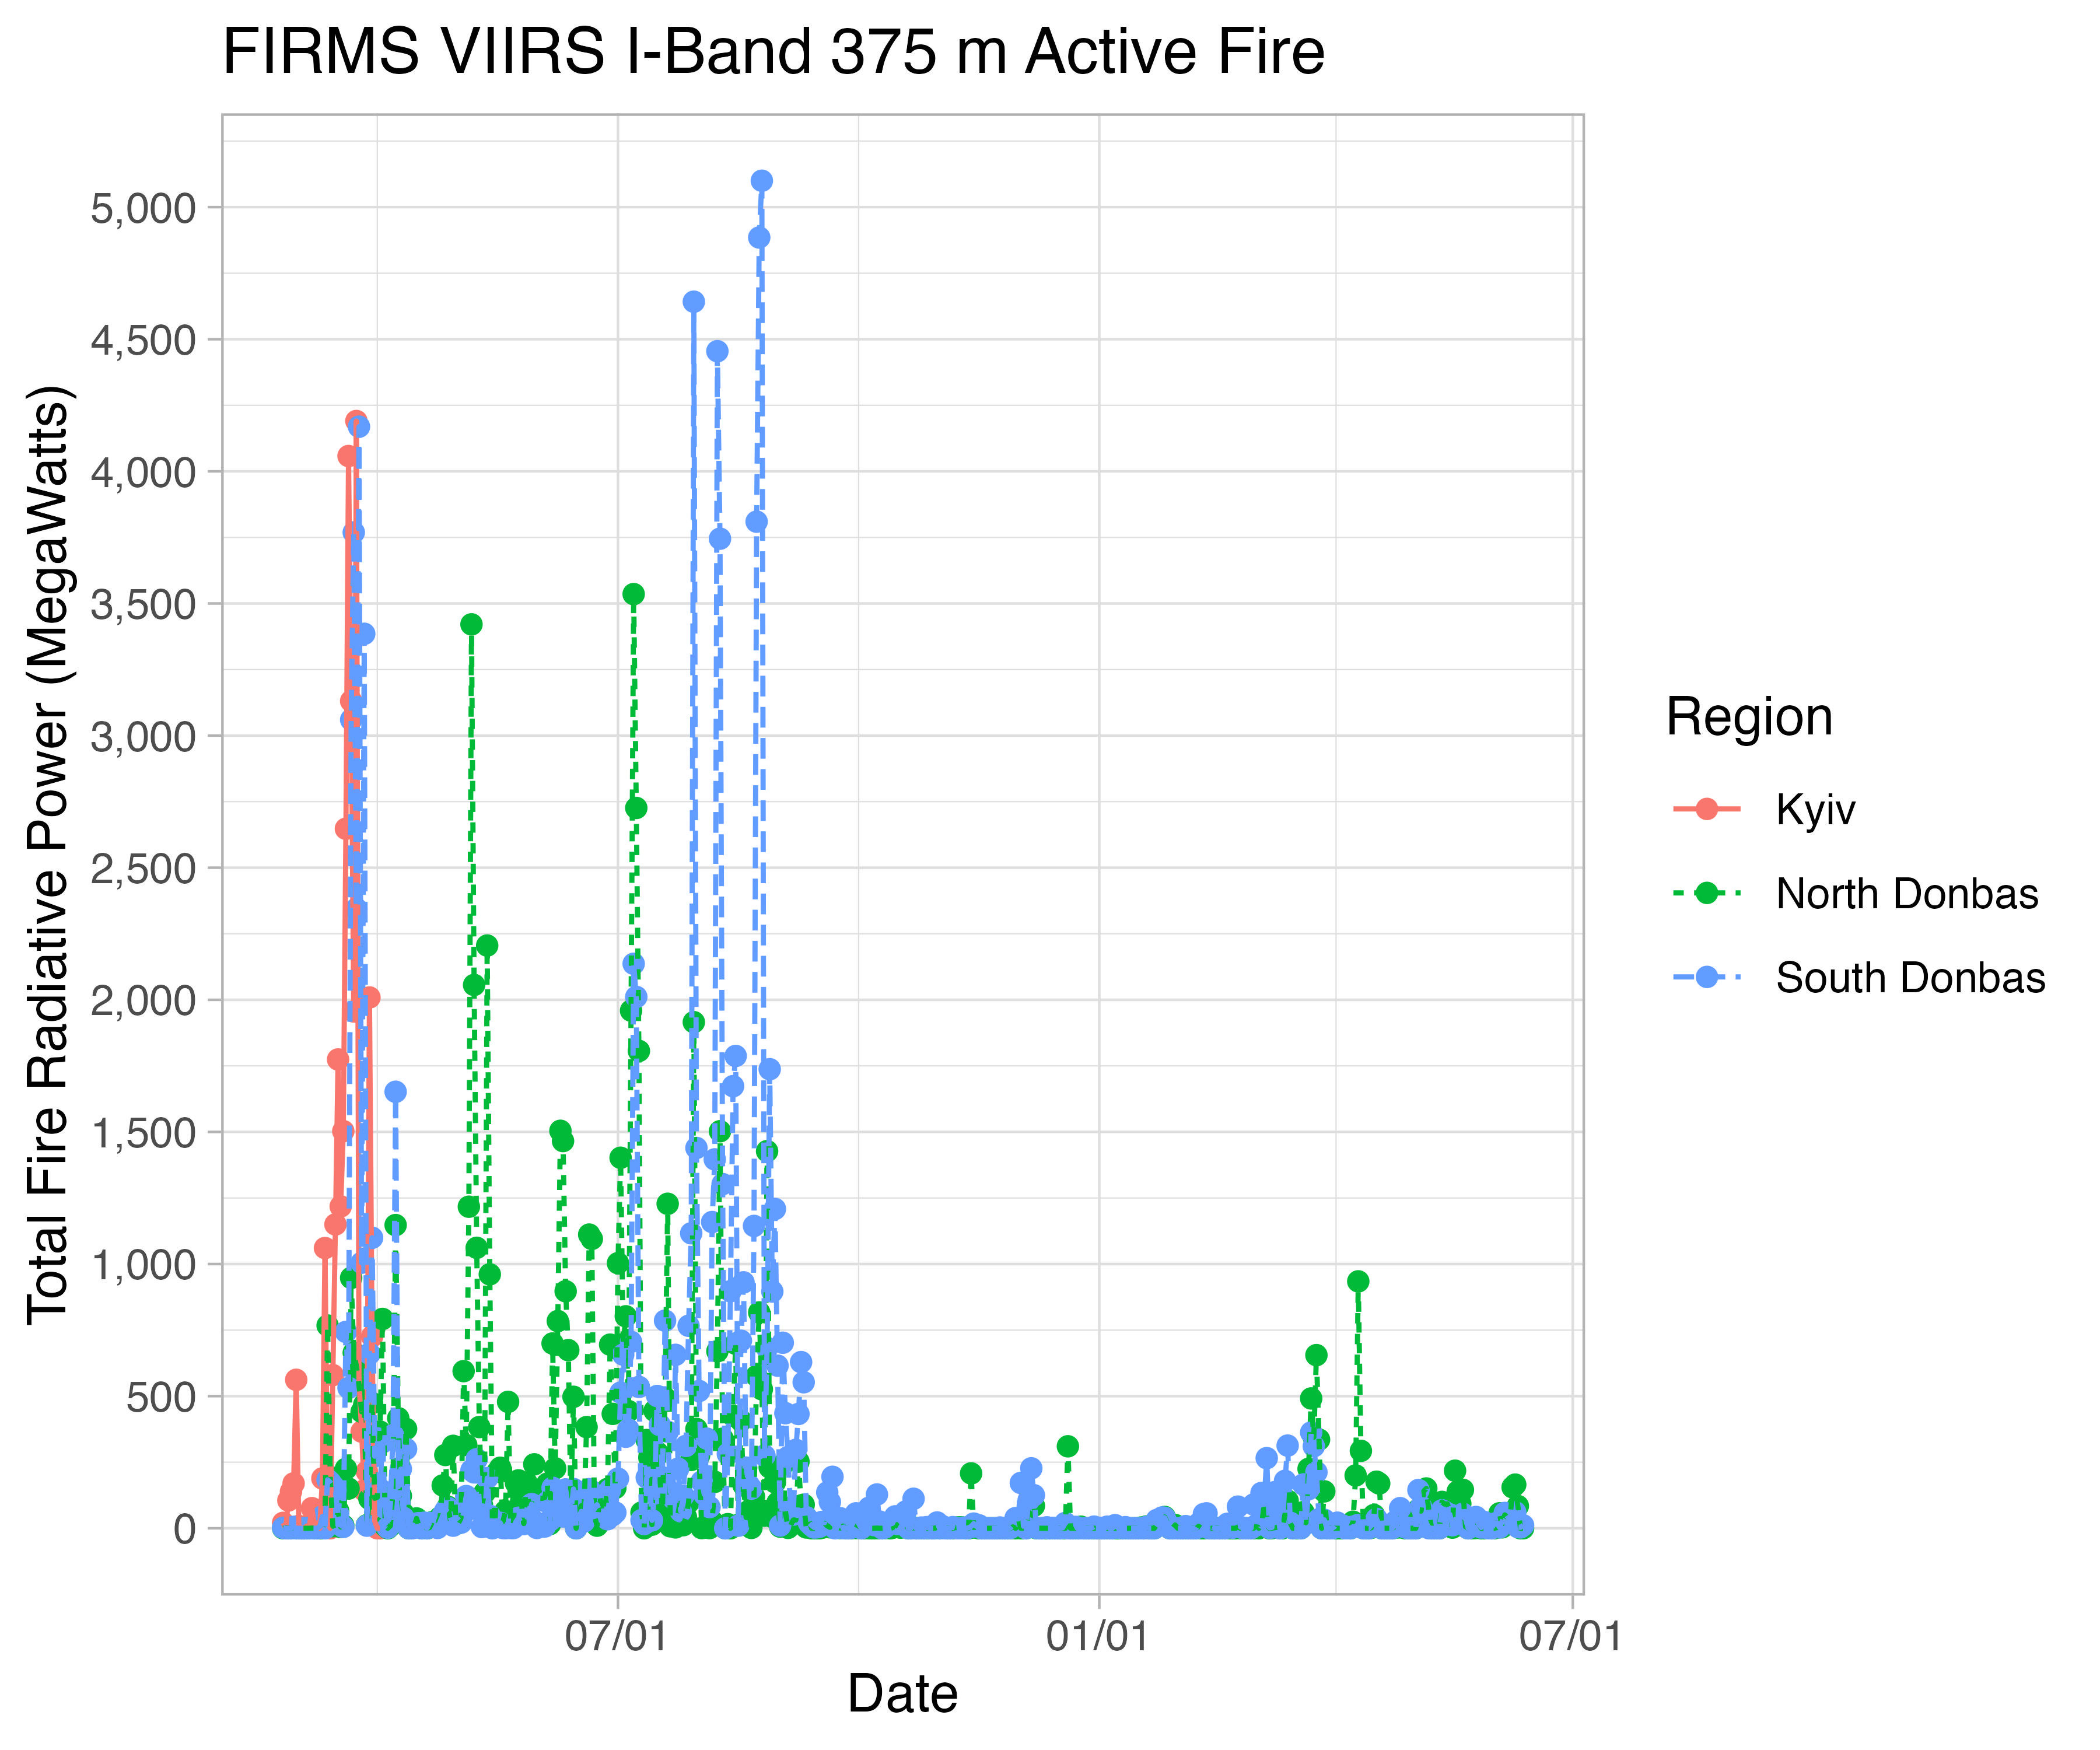 FIRMS VIIRS I-Band 375 m Active Fire
Total Fire Radiative Power (MegaWatts)
5,000
4,500
4,000
3,500
3,000
2,500
2,000
1,500
1,000
500
0
07/01
01/01
07/01
Date
Region
Kyiv
North Donbas
South Donbas